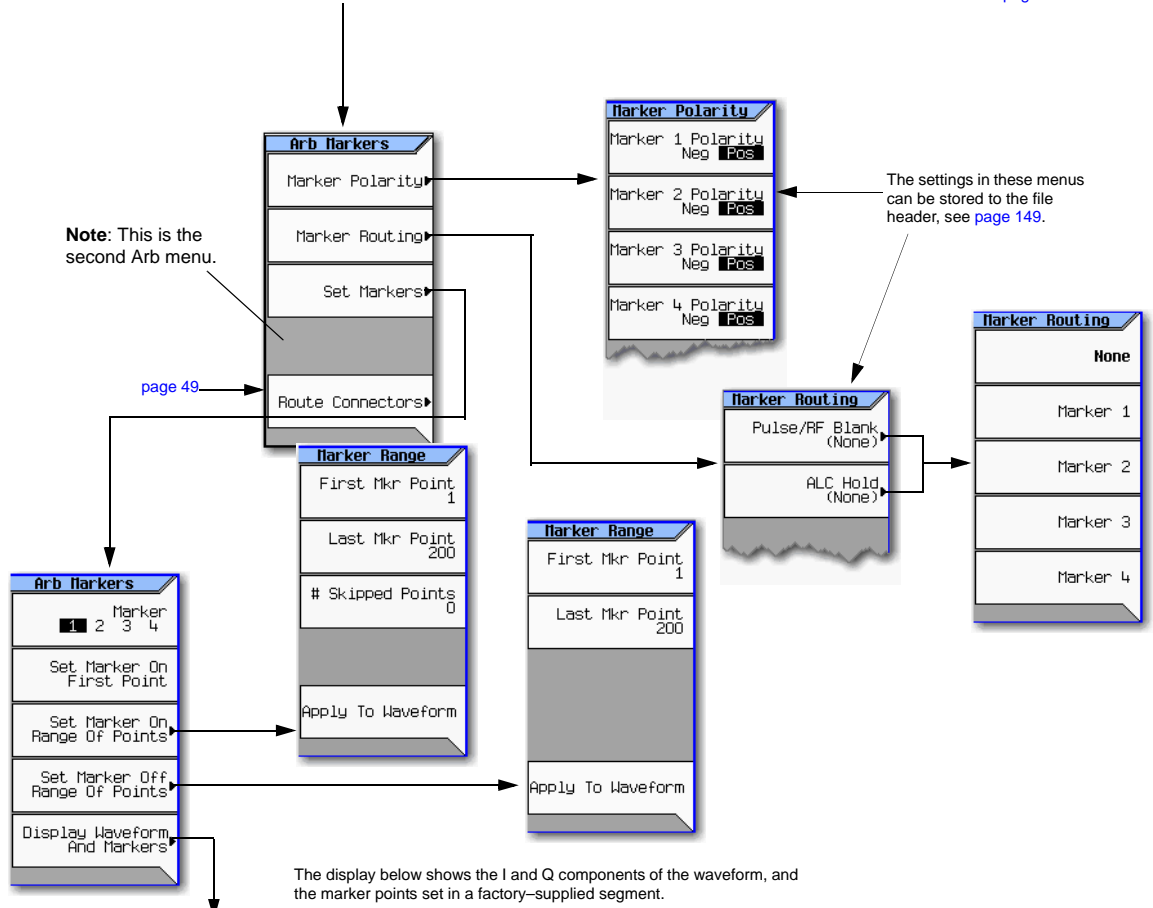 Arb Markers
Marker Polarity
Marker Routing
Set Markers
Route Connectors
Note: This is the
second Arb menu.
page 49
Marker Polarity
Marker 1 Polarity
Neg Pos
Marker 2 Polarity
Neg Pos
Marker 3 Polarity
Neg Pos
Marker 4 Polarity
Neg Pos
The settings in these menus
can be stored to the file
header, see page 149.
Marker Routing
Pulse/RF Blank
(None)
ALC Hold
(None)
Marker Routing
None
Marker 1
Marker 2
Marker 3
Marker 4
Marker Range
First Mkr Point
1
Last Mkr Point
200
# Skipped Points
0
Apply To Waveform
Marker Range
First Mkr Point
1
Last Mkr Point
200
Apply To Waveform
Arb Markers
Marker
1 2 3 4
Set Marker On
First Point
Set Marker On
Range Of Points
Set Marker Off
Range Of Points
Display Waveform
And Markers
The display below shows the I and Q components of the waveform, and
the marker points set in a factory–supplied segment.